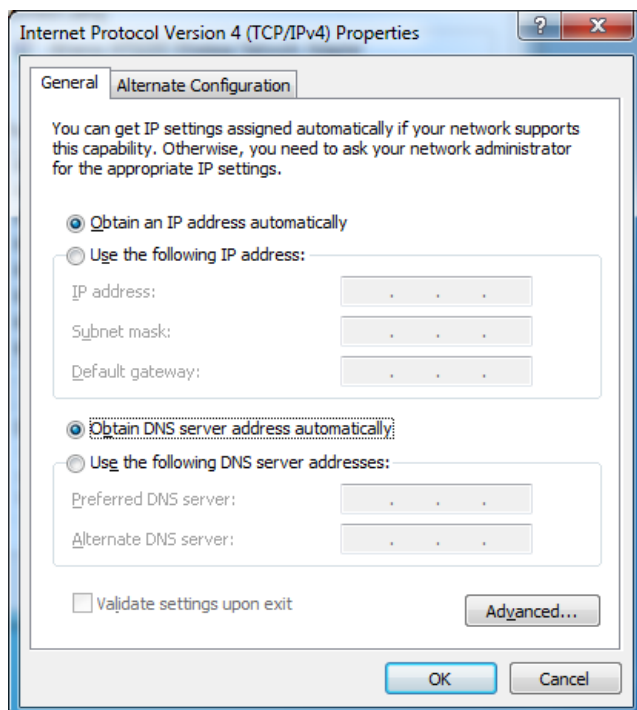 Internet Protocol Version 4 (TCP/IPv4) Properties
?
X
General
Alternate Configuration
You can get IP settings assigned automatically if your network supports
this capability. Otherwise, you need to ask your network administrator
for the appropriate IP settings.
Obtain an IP address automatically
Use the following IP address:
IP address: . . .
Subnet mask: . . .
Default gateway: . . .
Obtain DNS server address automatically
Use the following DNS server addresses:
Preferred DNS server: . . .
Alternate DNS server: . . .
Validate settings upon exit
Advanced...
OK
Cancel